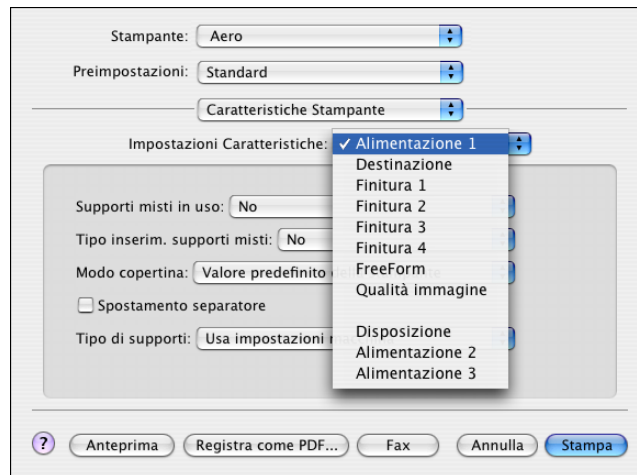 Stampante: Aero
Preimpostazioni: Standard
Caratteristiche Stampante
Impostazioni Caratteristiche: ✓ Alimentazione 1
Destinazione
Finitura 1
Finitura 2
Finitura 3
Finitura 4
FreeForm
Qualità immagine
Disposizione
Alimentazione 2
Alimentazione 3
Supporti misti in uso: No
Tipo inserim. supporti misti: No
Modo copertina: Valore predefinito
Spostamento separatore
Tipo di supporti: Usa impostazioni
? Anteprima Registra come PDF... Fax Annulla Stampa